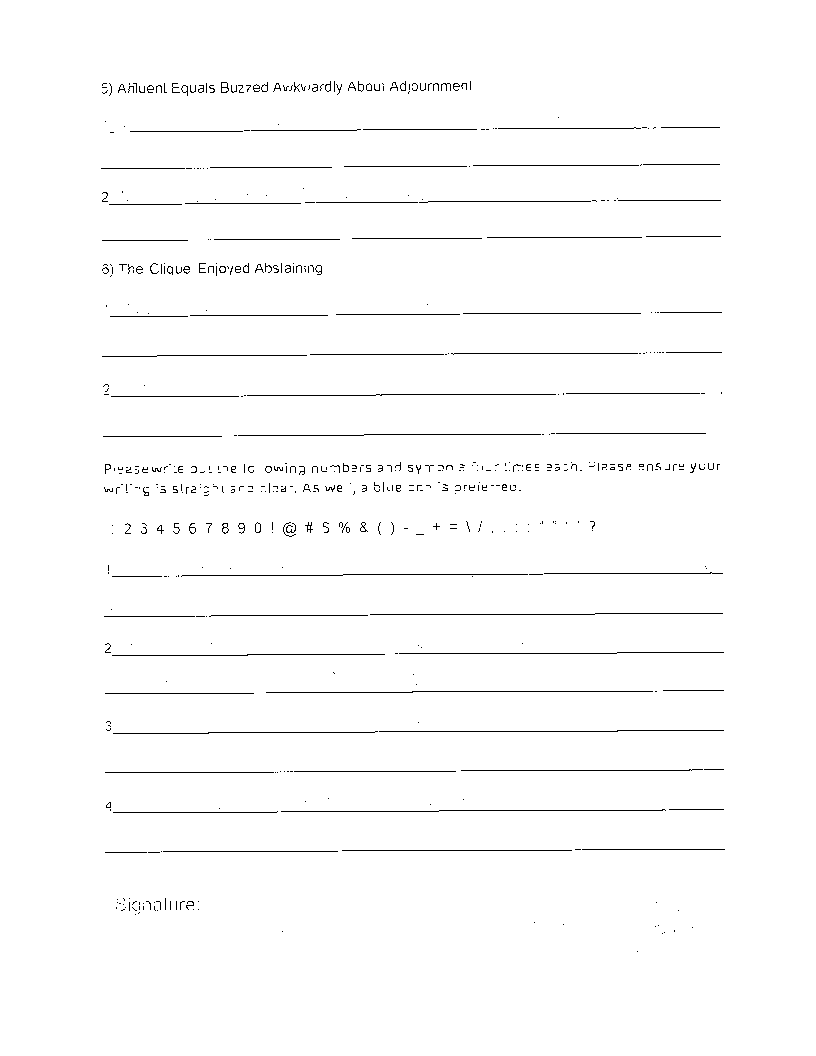 5) Affluent Equals Buzzed Awkwardly About Adjournment
1
2
6) The Clique Enjoyed Abstaining
1
2
Please write out the following numbers and symbols four times each. Please ensure your
writing is straight and clear. As well, a blue pen is preferred.
1 2 3 4 5 6 7 8 9 0 ! @ # $ % & ( ) - _ + = \ / ?
1
2
3
4
Signature: